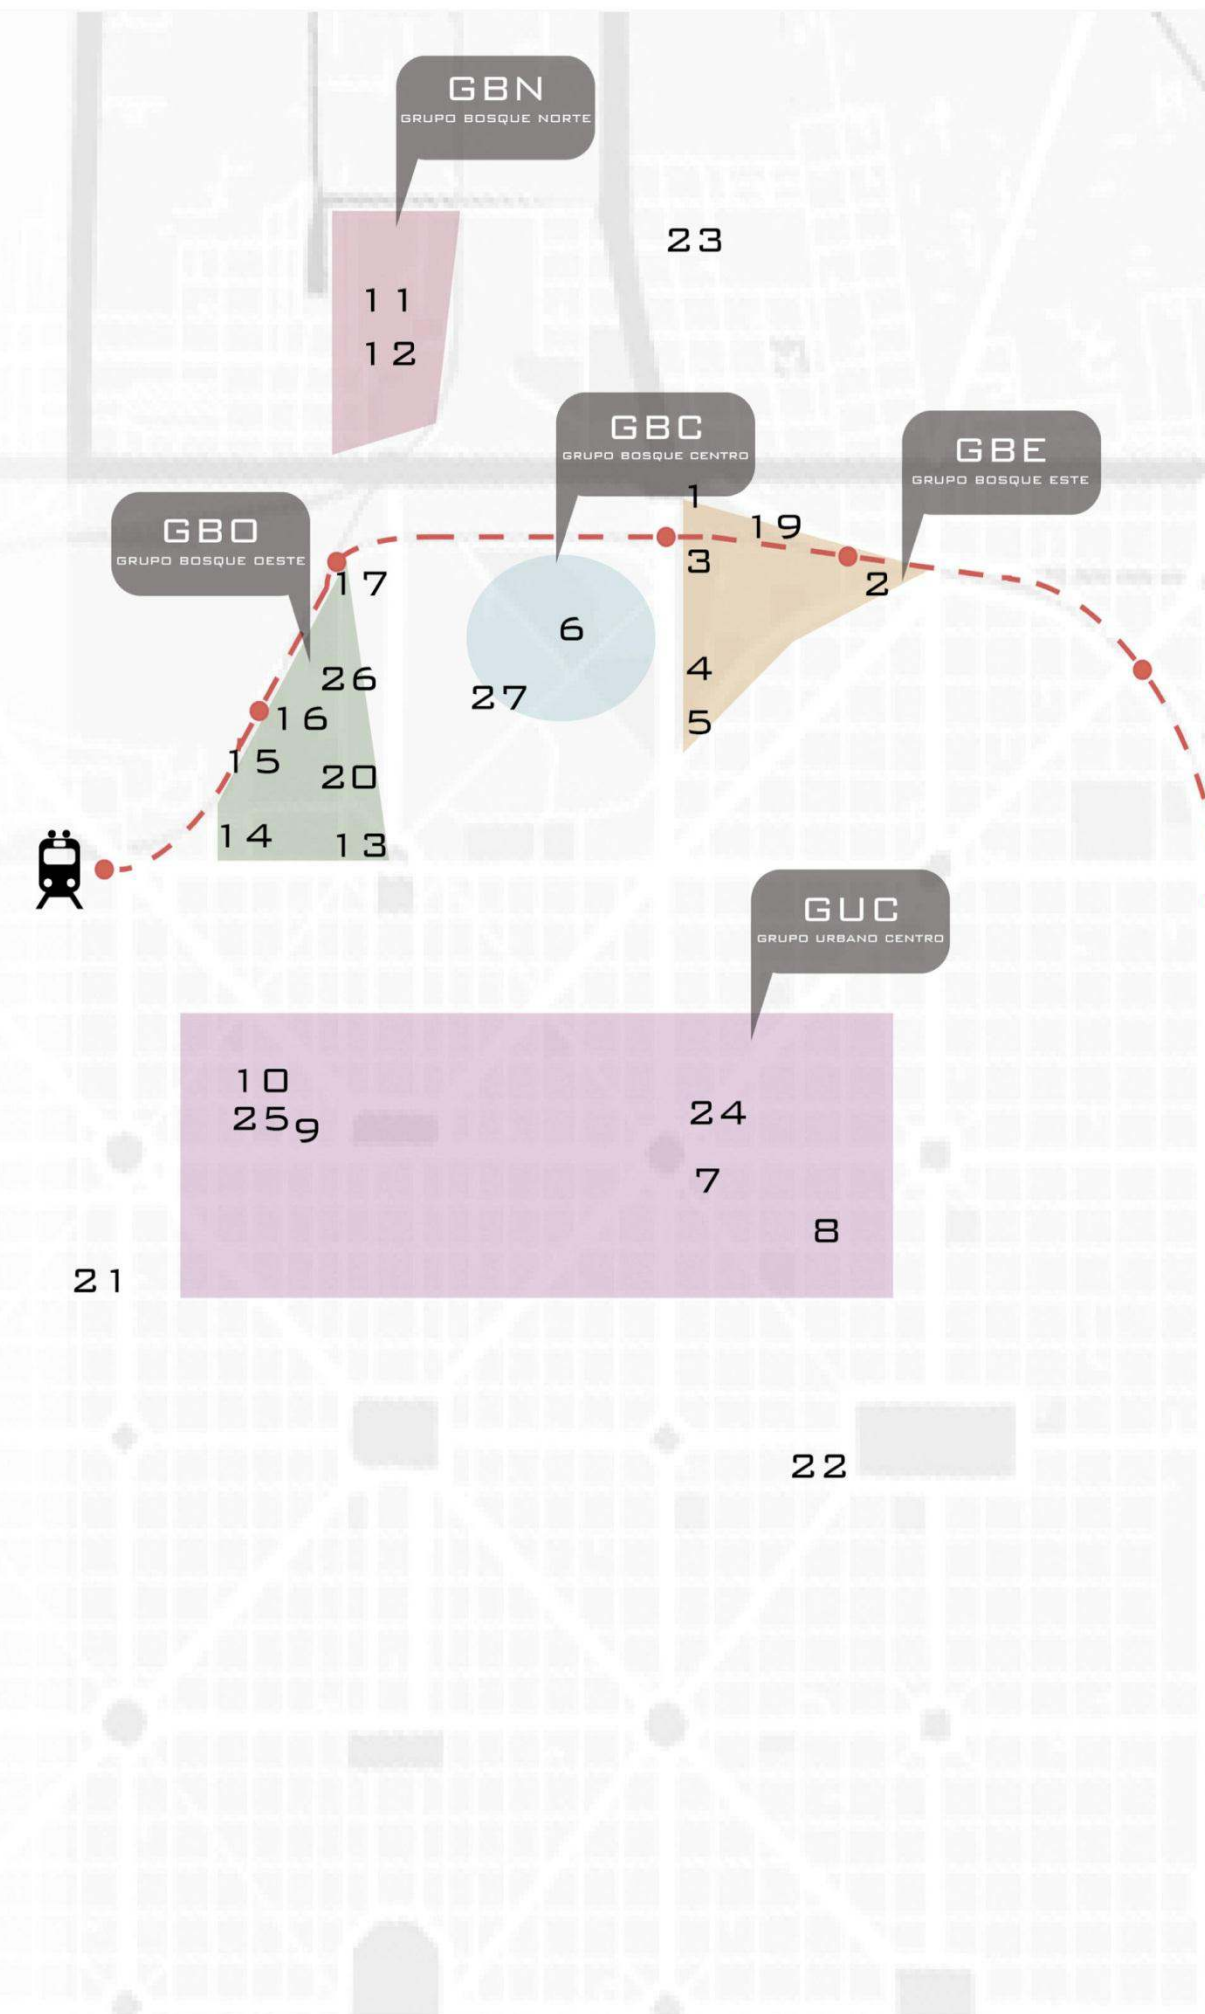 GBN
GRUPO BOSQUE NORTE
23
11
12
GBC
GRUPO BOSQUE CENTRO
GBE
GRUPO BOSQUE ESTE
GBO
GRUPO BOSQUE OESTE
1
19
3
17
2
6
4
26
27
16
5
15
20
14
13
GUC
GRUPO URBANO CENTRO
10
25
9
24
7
8
21
22